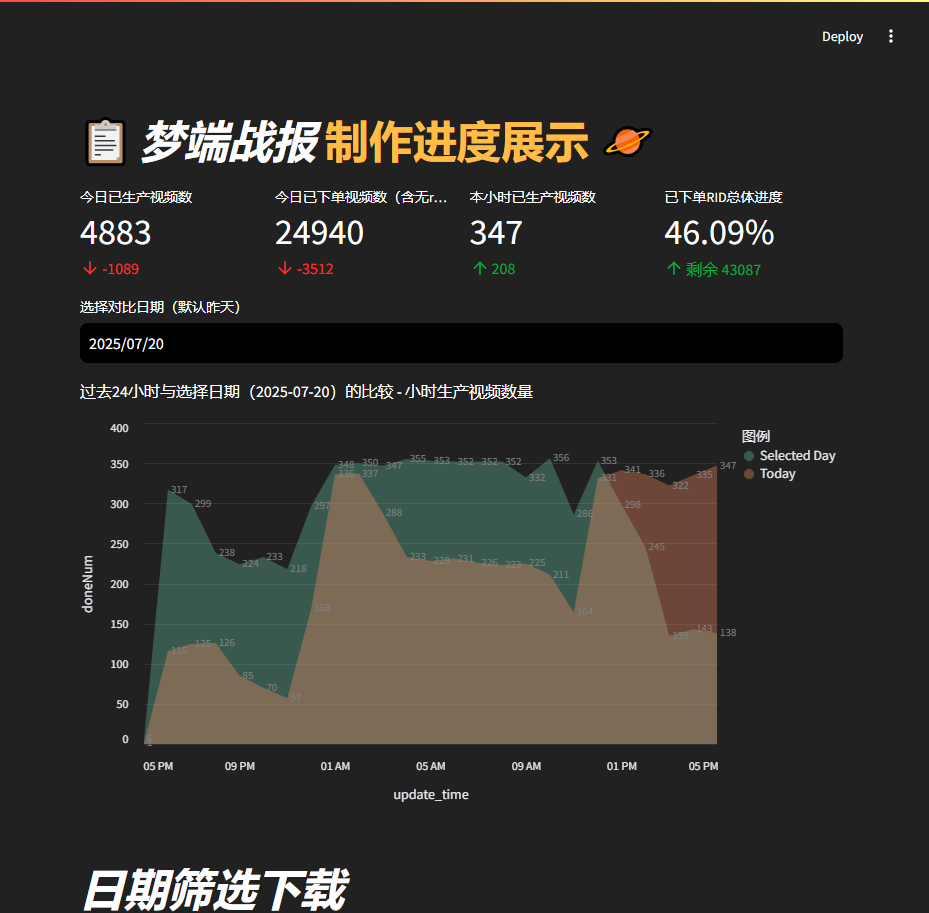 Deploy
梦端战报 制作进度展示
今日已生产视频数
4883
-1089
今日已下单视频数（含无r...
24940
-3512
本小时已生产视频数
347
208
已下单RID总体进度
46.09%
剩余 43087
选择对比日期（默认昨天）
2025/07/20
过去24小时与选择日期（2025-07-20）的比较 - 小时生产视频数量
图例
Selected Day
Today
doneNum
400
350
300
250
200
150
100
50
0
317 299 238 224 233 218 297 348 350 347 355 353 352 352 352 332 356 286 353 298 245 135 143 138
116 125 126 85 70 57 169 336 337 288 233 228 231 226 223 225 211 164 331 341 336 322 335 347
05 PM 09 PM 01 AM 05 AM 09 AM 01 PM 05 PM
update_time
日期筛选下载